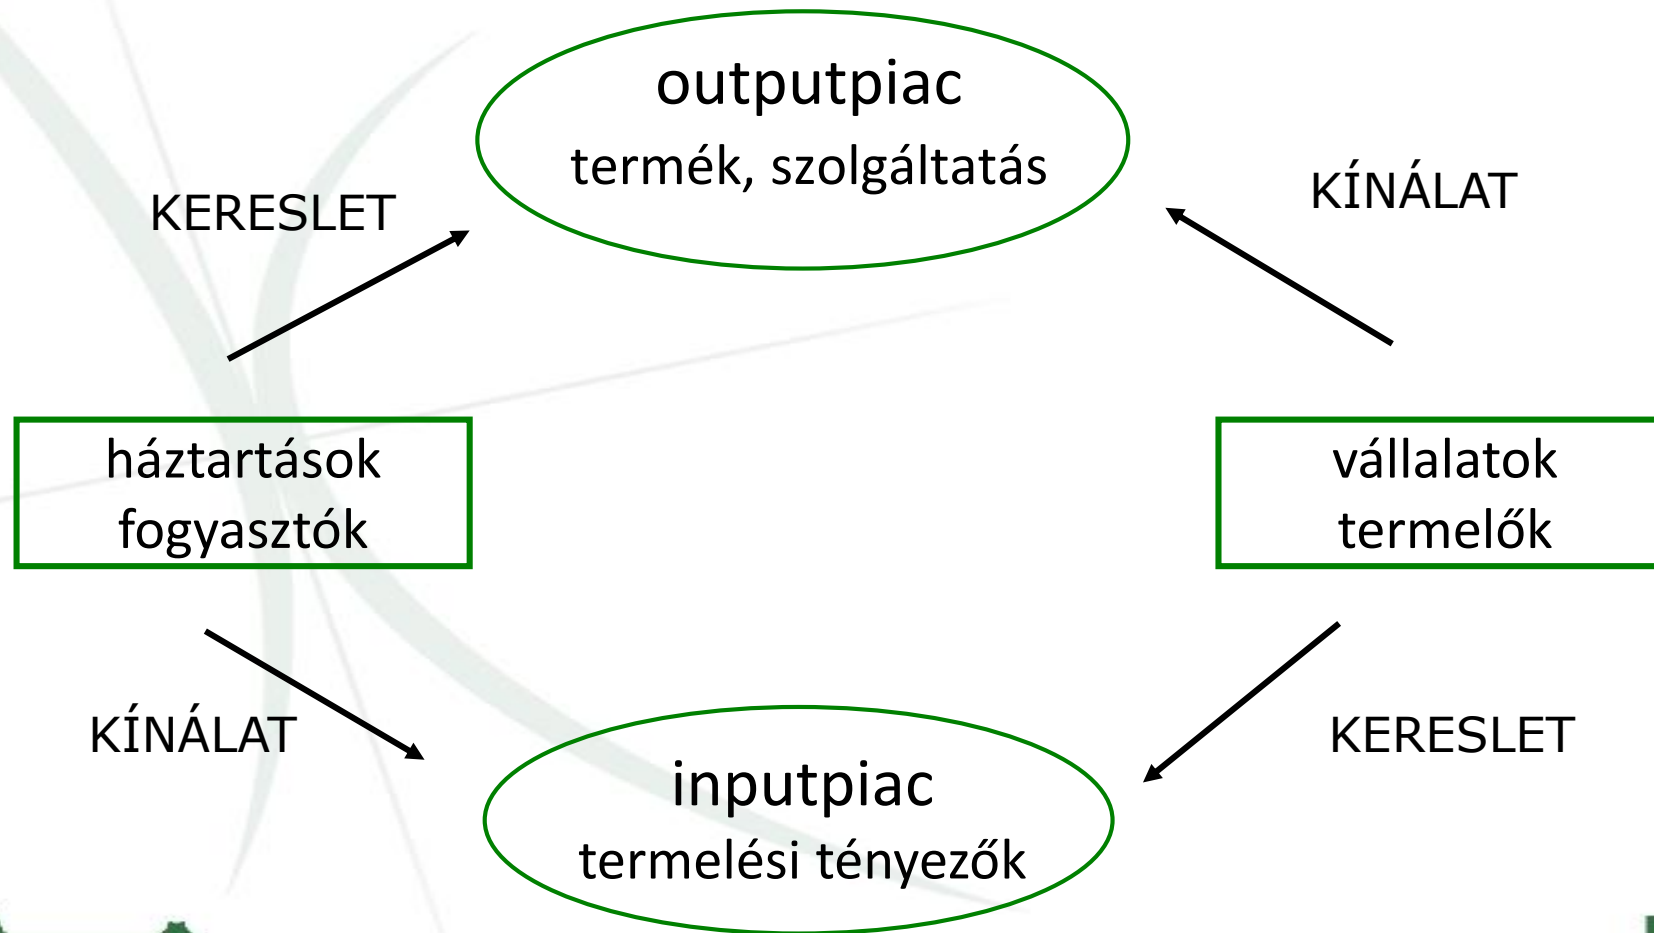 outputpiac
termék, szolgáltatás
KERESLET
KÍNÁLAT
háztartások
fogyasztók
vállalatok
termelők
KÍNÁLAT
KERESLET
inputpiac
termelési tényezők